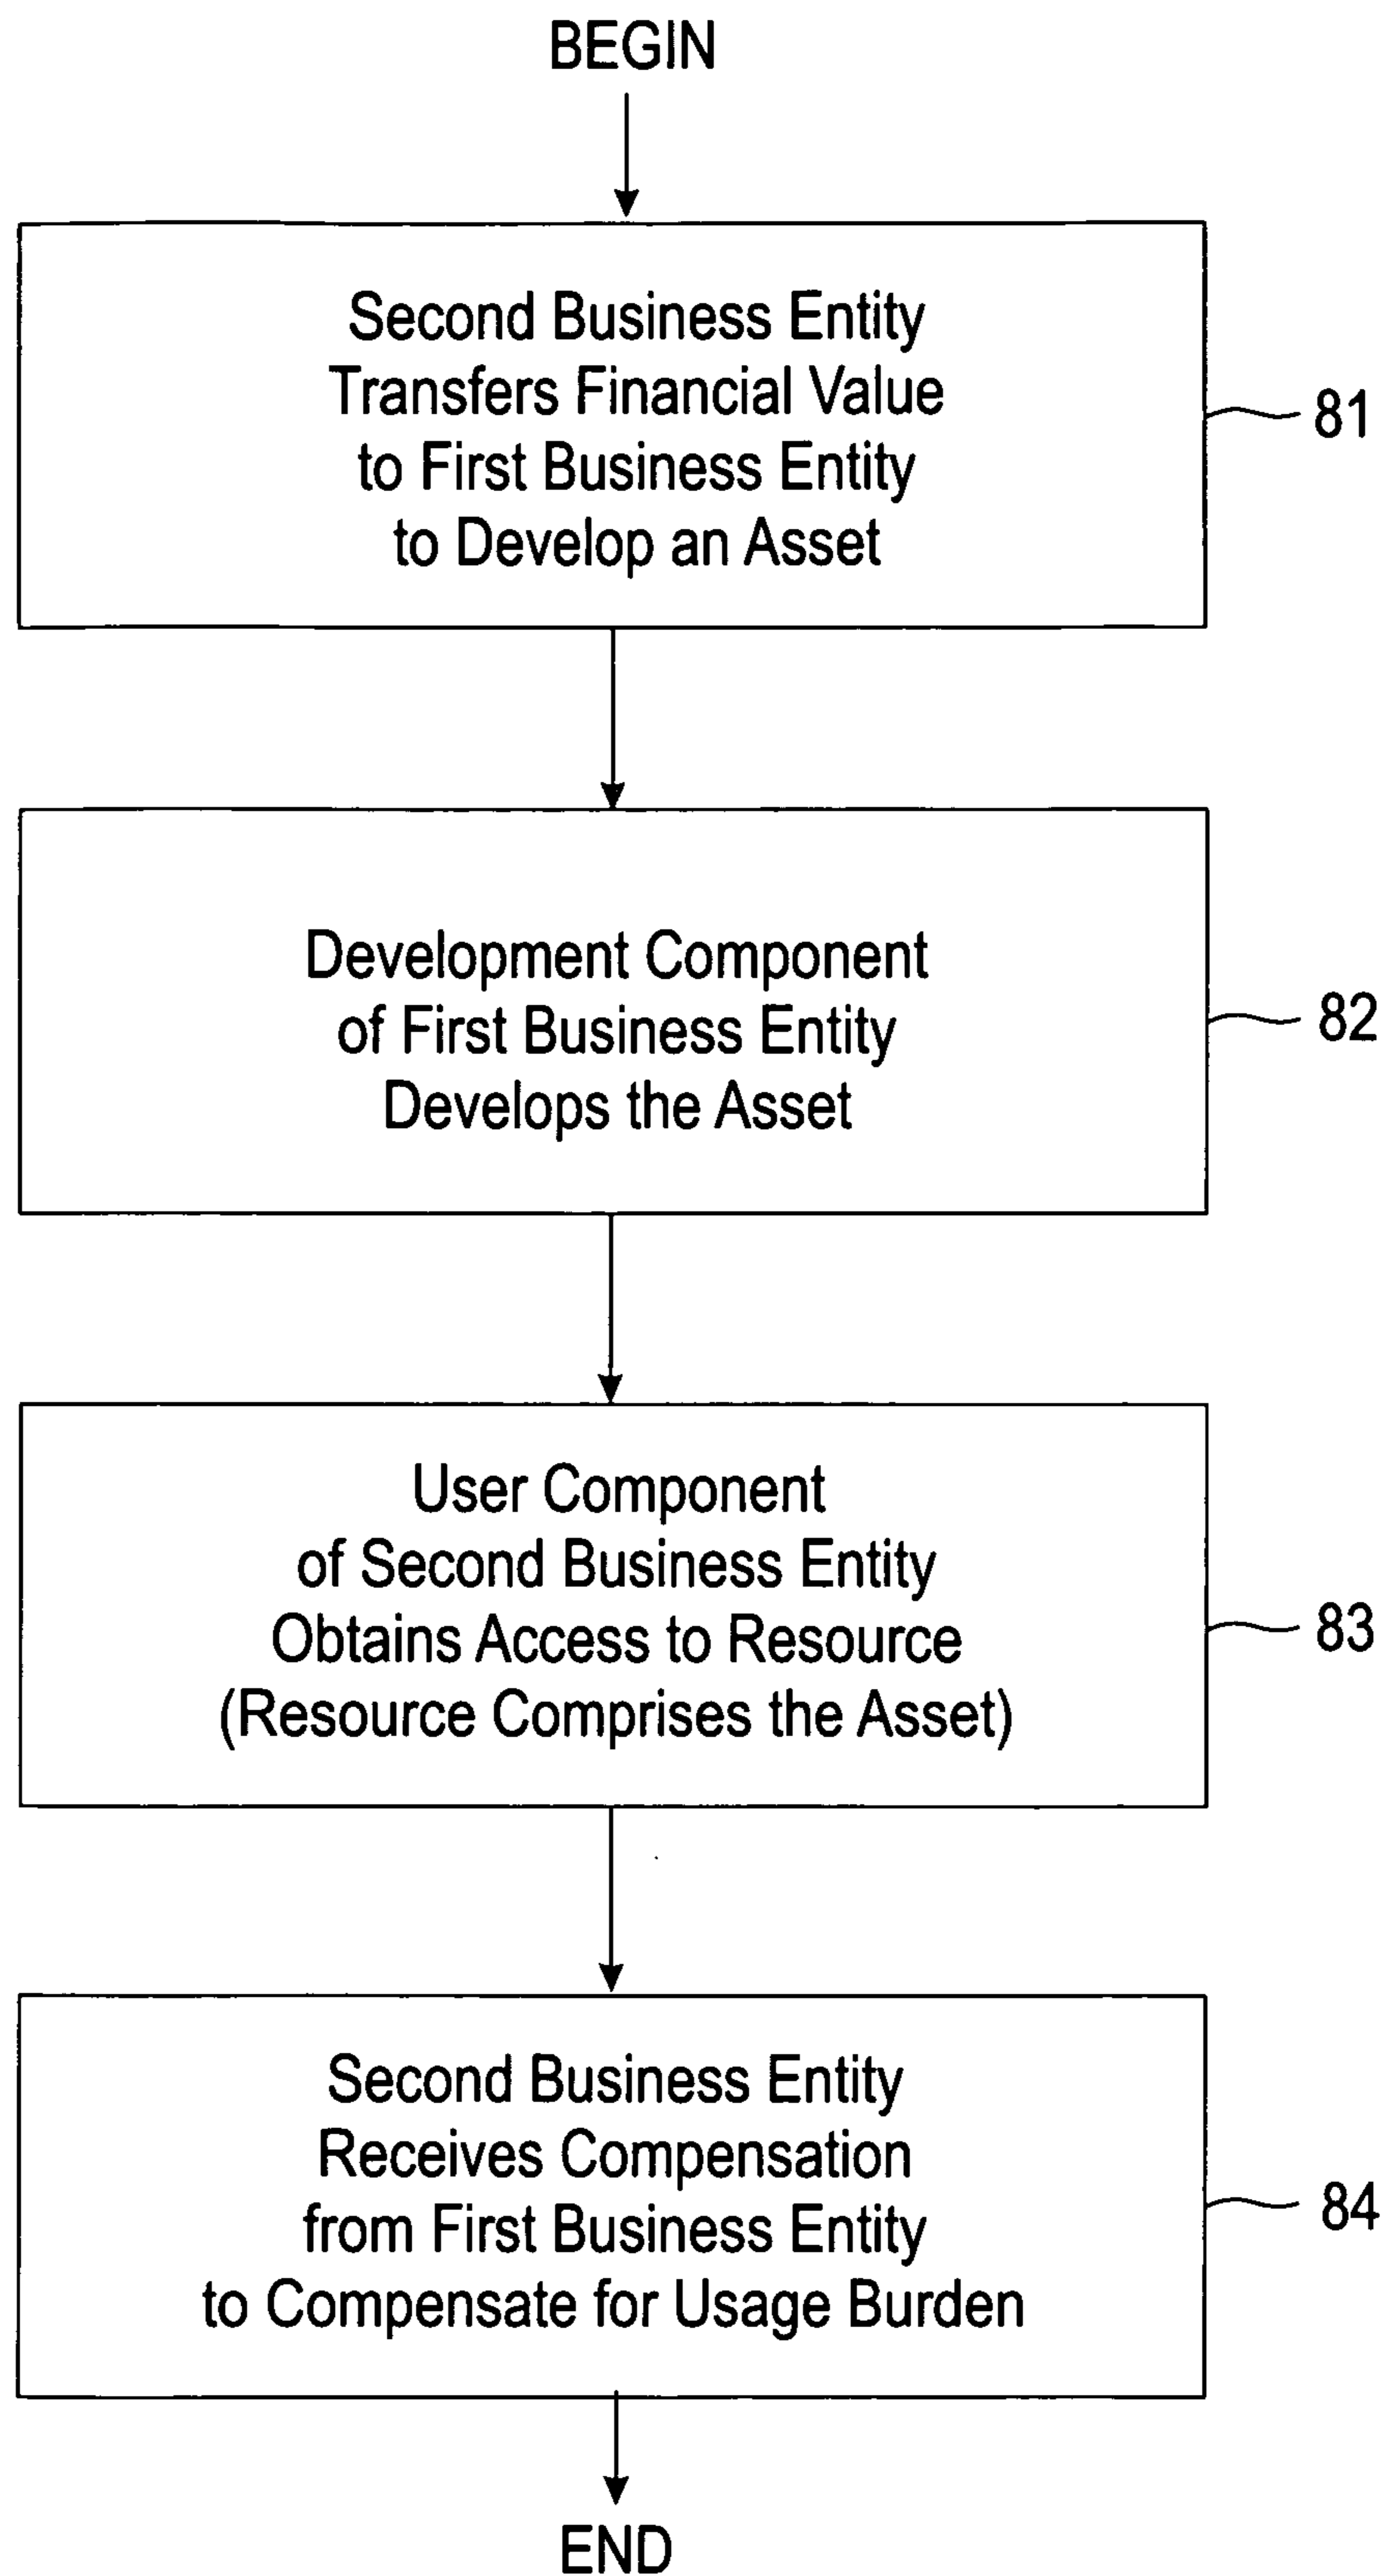 BEGIN
Second Business Entity
Transfers Financial Value
to First Business Entity
to Develop an Asset
81
Development Component
of First Business Entity
Develops the Asset
82
User Component
of Second Business Entity
Obtains Access to Resource
(Resource Comprises the Asset)
83
Second Business Entity
Receives Compensation
from First Business Entity
to Compensate for Usage Burden
84
END